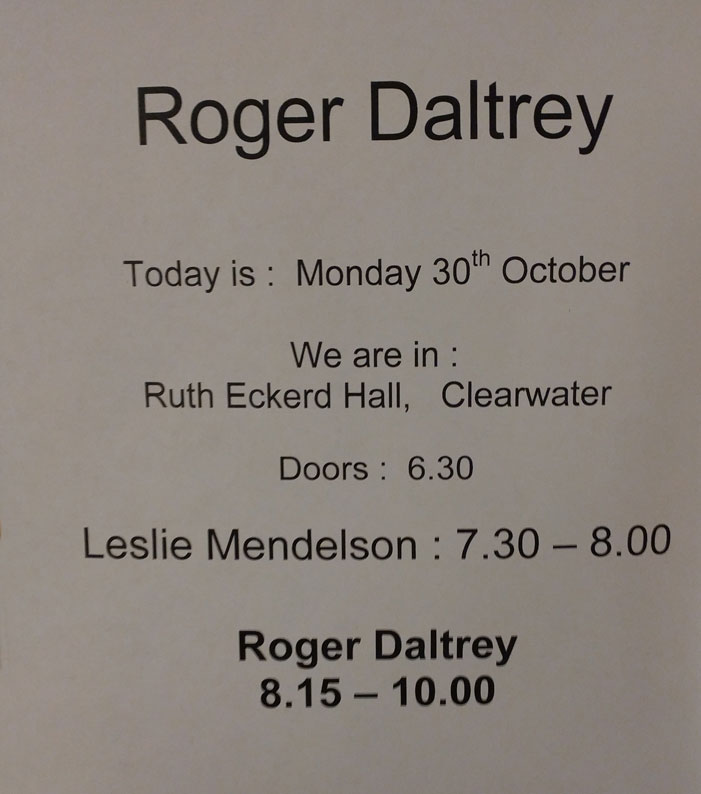 Roger Daltrey
Today is : Monday 30th October
We are in :
Ruth Eckerd Hall, Clearwater
Doors : 6.30
Leslie Mendelson : 7.30 – 8.00
Roger Daltrey
8.15 – 10.00